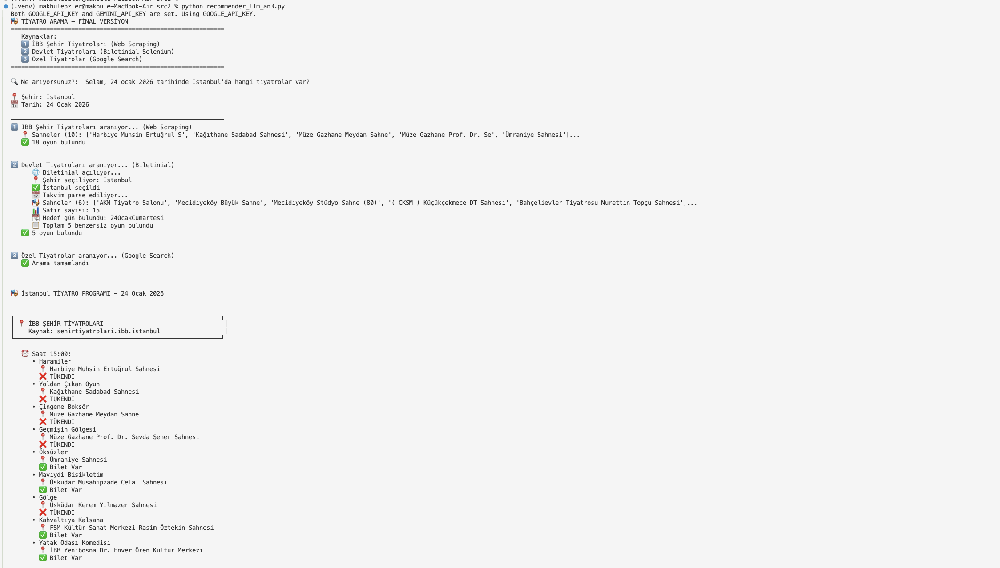 (.venv) makbuleozler@makbule-MacBook-Air src2 %
(.venv) makbuleozler@makbule-MacBook-Air src2 % python recommender_llm_an3.py
Both GOOGLE_API_KEY and GEMINI_API_KEY are set. Using GOOGLE_API_KEY.
🎭 TİYATRO ARAMA - FİNAL VERSİYON
============================================================
Kaynaklar:
1️⃣ İBB Şehir Tiyatroları (Web Scraping)
2️⃣ Devlet Tiyatroları (Biletinial Selenium)
3️⃣ Özel Tiyatrolar (Google Search)
============================================================
🔍 Ne arıyorsunuz?:  Selam, 24 ocak 2026 tarihinde Istanbul'da hangi tiyatrolar var?
📍 Şehir: İstanbul
📅 Tarih: 24 Ocak 2026
1️⃣ İBB Şehir Tiyatroları aranıyor... (Web Scraping)
📍 Sahneler (10): ['Harbiye Muhsin Ertuğrul S', 'Kağıthane Sadabad Sahnesi', 'Müze Gazhane Meydan Sahne', 'Müze Gazhane Prof. Dr. Se', 'Ümraniye Sahnesi']...
✅ 18 oyun bulundu
2️⃣ Devlet Tiyatroları aranıyor... (Biletinial)
🌐 Biletinial açılıyor...
📍 Şehir seçiliyor: İstanbul
✅ İstanbul seçildi
📅 Takvim parse ediliyor...
🎭 Sahneler (6): ['AKM Tiyatro Salonu', 'Mecidiyeköy Büyük Sahne', 'Mecidiyeköy Stüdyo Sahne (80)', '( CKSM ) Küçükçekmece DT Sahnesi', 'Bahçelievler Tiyatrosu Nurettin Topçu Sahnesi']...
📊 Satır sayısı: 15
📆 Hedef gün bulundu: 24OcakCumartesi
📋 Toplam 5 benzersiz oyun bulundu
✅ 5 oyun bulundu
3️⃣ Özel Tiyatrolar aranıyor... (Google Search)
✅ Arama tamamlandı
🎭 İstanbul TİYATRO PROGRAMI - 24 Ocak 2026
📍 İBB ŞEHİR TİYATROLARI
Kaynak: sehirtiyatrolari.ibb.istanbul
⏰ Saat 15:00:
• Haramiler
📍 Harbiye Muhsin Ertuğrul Sahnesi
❌ TÜKENDİ
• Yoldan Çıkan Oyun
📍 Kağıthane Sadabad Sahnesi
❌ TÜKENDİ
• Çingene Boksör
📍 Müze Gazhane Meydan Sahne
❌ TÜKENDİ
• Geçmişin Gölgesi
📍 Müze Gazhane Prof. Dr. Sevda Şener Sahnesi
❌ TÜKENDİ
• Öksüzler
📍 Ümraniye Sahnesi
✅ Bilet Var
• Maviydi Bisikletim
📍 Üsküdar Musahipzade Celal Sahnesi
✅ Bilet Var
• Gölge
📍 Üsküdar Kerem Yılmazer Sahnesi
❌ TÜKENDİ
• Kahvaltıya Kalsana
📍 FSM Kültür Sanat Merkezi-Rasim Öztekin Sahnesi
✅ Bilet Var
• Yatak Odası Komedisi
📍 İBB Yenibosna Dr. Enver Ören Kültür Merkezi
✅ Bilet Var